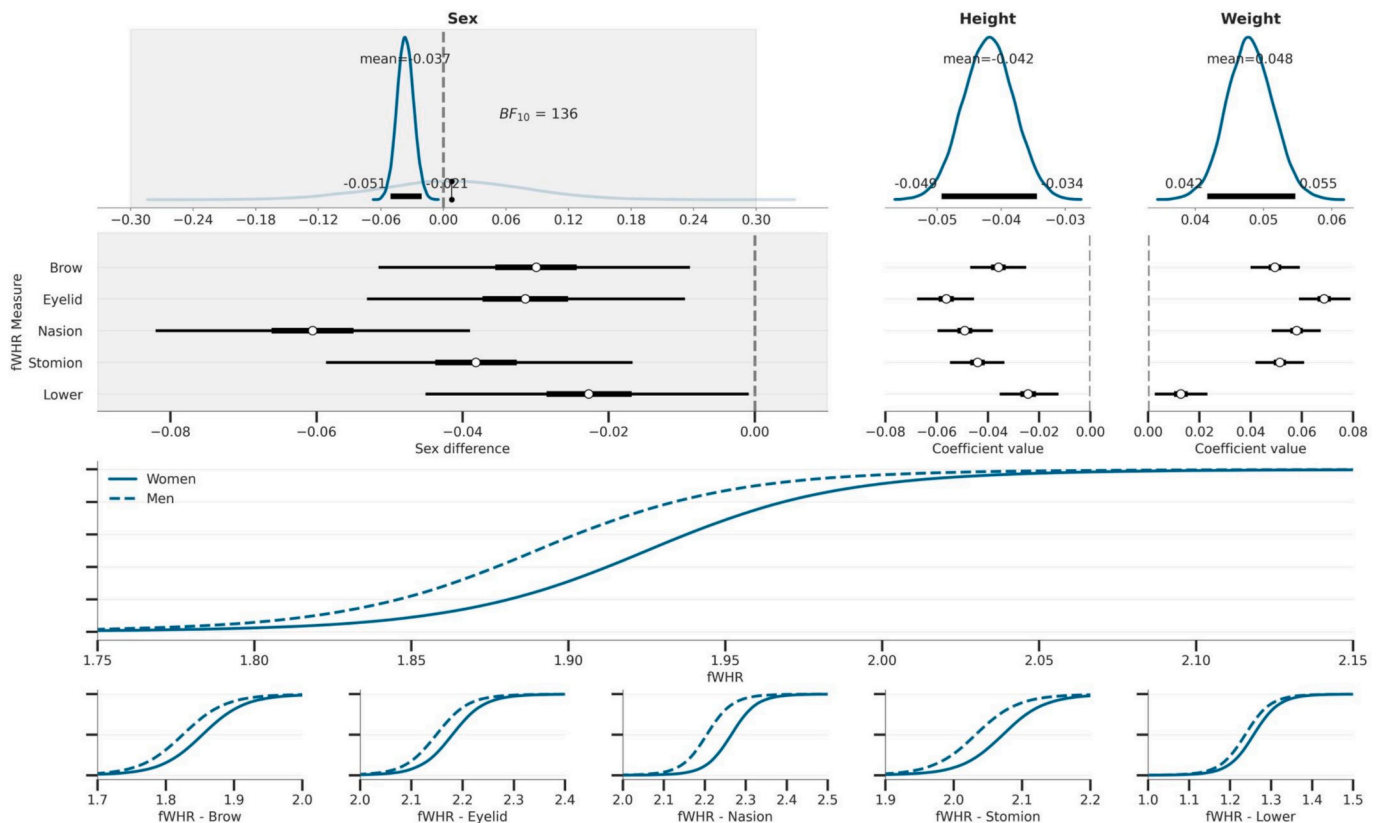 Sex
Height
Weight
mean=-0.037
mean=-0.042
mean=0.048
BF10 = 136
-0.051
-0.021
-0.049
-0.034
0.042
0.055
−0.30 −0.24 −0.18 −0.12 −0.06 0.00 0.06 0.12 0.18 0.24 0.30
−0.05 −0.04 −0.03
0.04 0.05 0.06
fWHR Measure
Brow
Eyelid
Nasion
Stomion
Lower
−0.08 −0.06 −0.04 −0.02 0.00
Sex difference
−0.08 −0.06 −0.04 −0.02 0.00
Coefficient value
0.00 0.02 0.04 0.06 0.08
Coefficient value
Women
Men
1.75 1.80 1.85 1.90 1.95 2.00 2.05 2.10 2.15
fWHR
1.7 1.8 1.9 2.0
fWHR - Brow
2.0 2.1 2.2 2.3 2.4
fWHR - Eyelid
2.0 2.1 2.2 2.3 2.4 2.5
fWHR - Nasion
1.9 2.0 2.1 2.2
fWHR - Stomion
1.0 1.1 1.2 1.3 1.4 1.5
fWHR - Lower